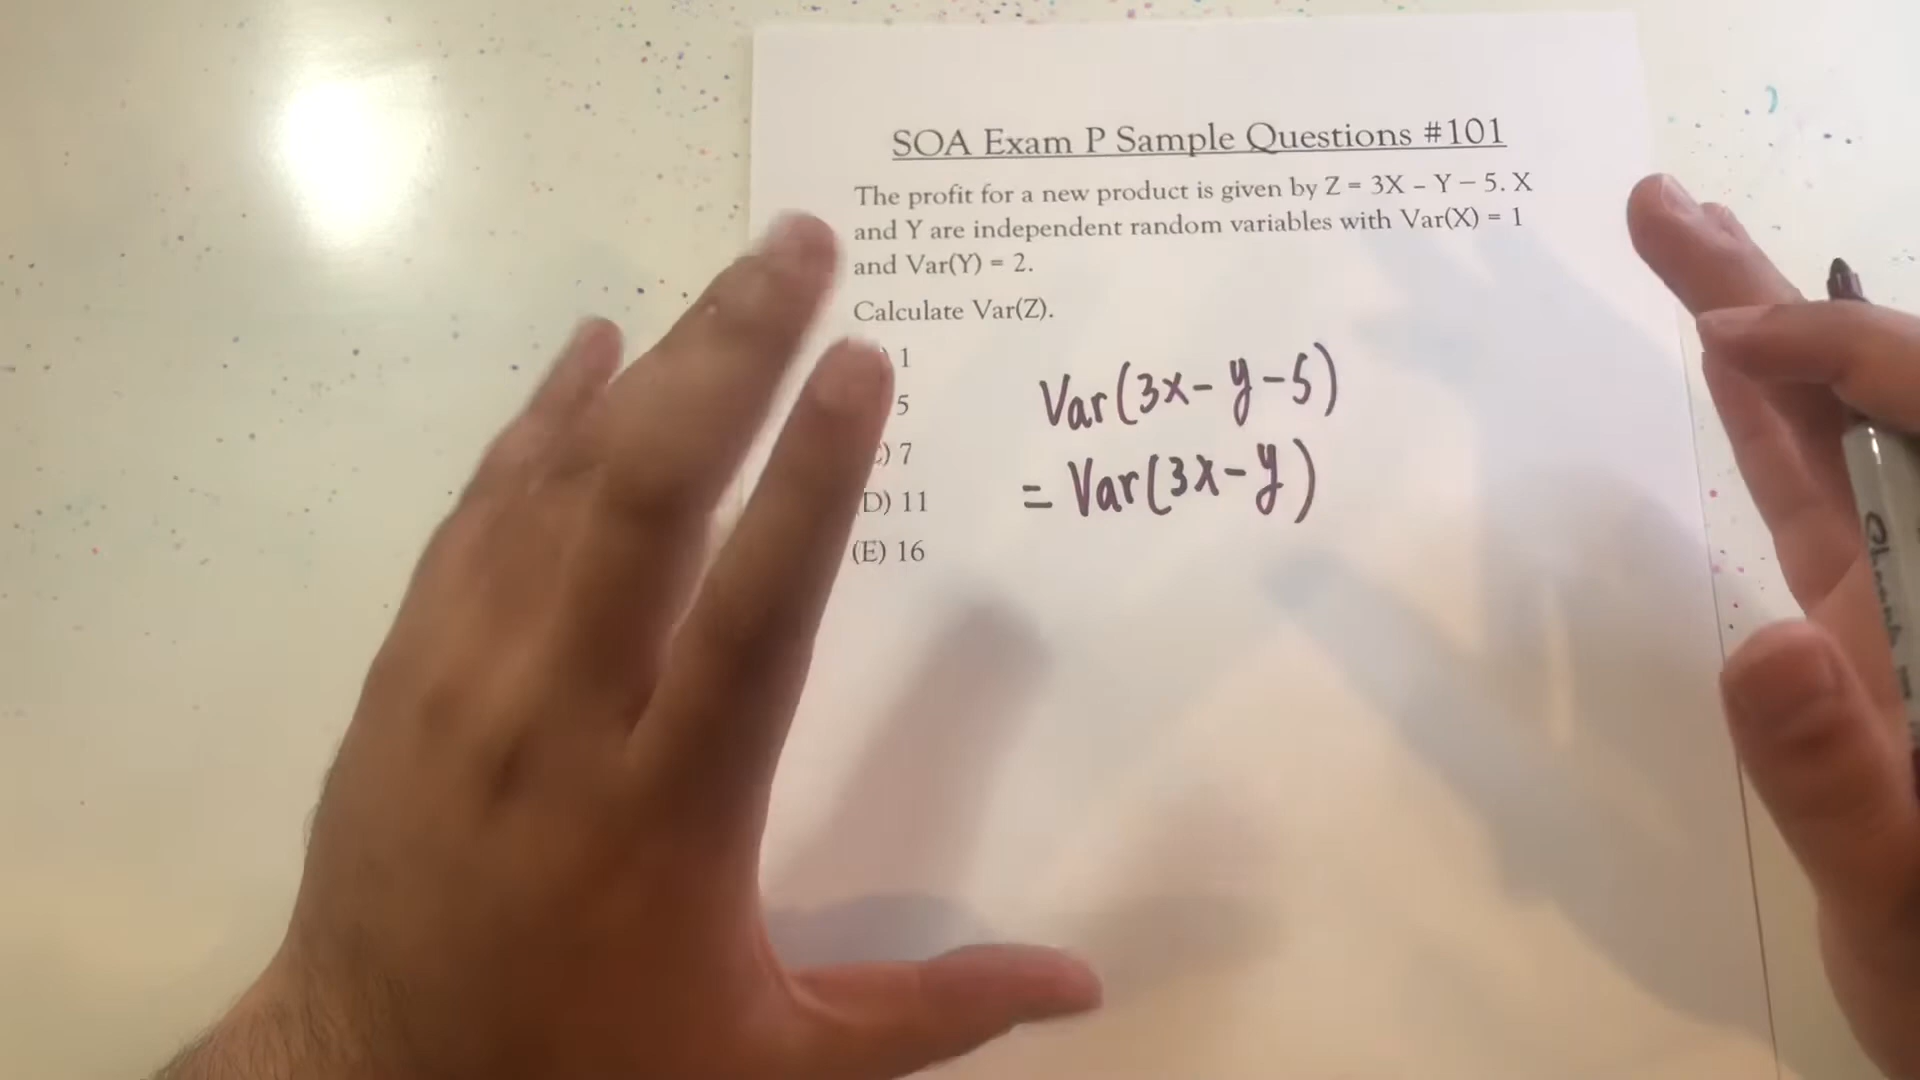 SOA Exam P Sample Questions #101
The profit for a new product is given by Z = 3X – Y – 5. X
and Y are independent random variables with Var(X) = 1
and Var(Y) = 2.
Calculate Var(Z).
) 1
5
) 7
D) 11
(E) 16
Var(3x-y-5)
= Var(3x-y)